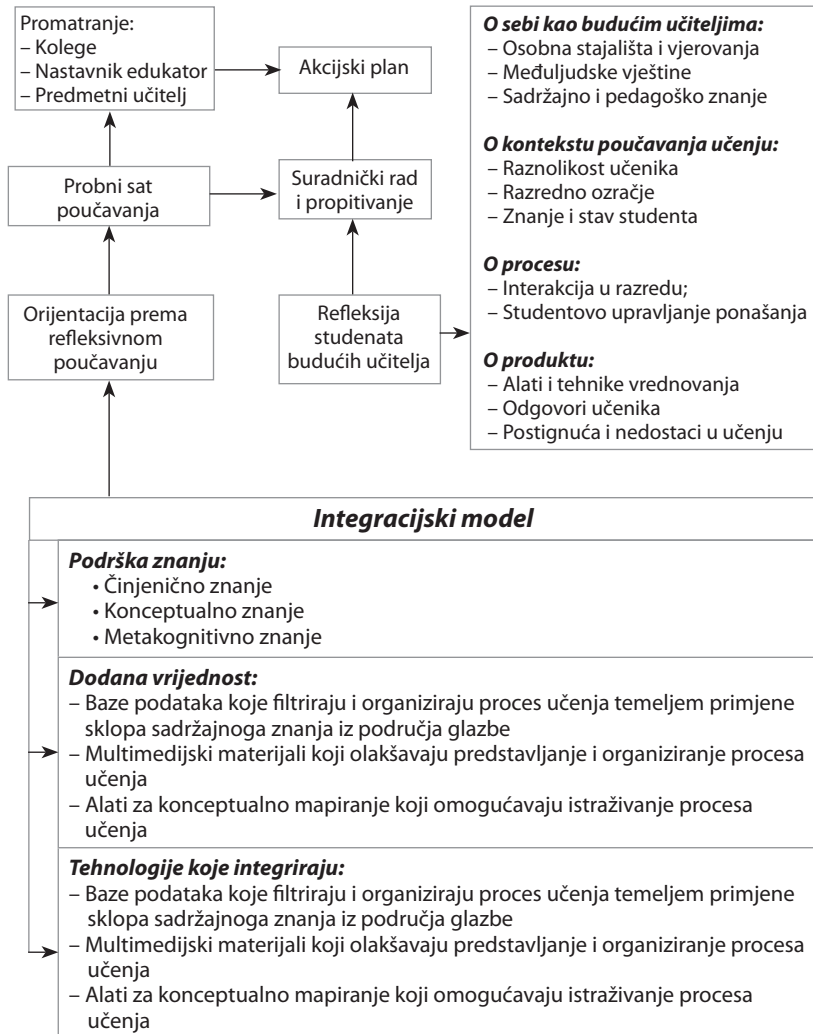 Promatranje:
– Kolege
– Nastavnik edukator
– Predmetni učitelj
Akcijski plan
Probni sat
poučavanja
Suradnički rad
i propitivanje
Orijentacija prema
refleksivnom
poučavanju
Refleksija
studenata
budućih učitelja
O sebi kao budućim učiteljima:
– Osobna stajališta i vjerovanja
– Međuljudske vještine
– Sadržajno i pedagoško znanje
O kontekstu poučavanja učenju:
– Raznolikost učenika
– Razredno ozračje
– Znanje i stav studenta
O procesu:
– Interakcija u razredu;
– Studentovo upravljanje ponašanja
O produktu:
– Alati i tehnike vrednovanja
– Odgovori učenika
– Postignuća i nedostaci u učenju
Integracijski model
Podrška znanju:
• Činjenično znanje
• Konceptualno znanje
• Metakognitivno znanje
Dodana vrijednost:
– Baze podataka koje filtriraju i organiziraju proces učenja temeljem primjene
sklopa sadržajnoga znanja iz područja glazbe
– Multimedijski materijali koji olakšavaju predstavljanje i organiziranje procesa
učenja
– Alati za konceptualno mapiranje koji omogućavaju istraživanje procesa
učenja
Tehnologije koje integriraju:
– Baze podataka koje filtriraju i organiziraju proces učenja temeljem primjene
sklopa sadržajnoga znanja iz područja glazbe
– Multimedijski materijali koji olakšavaju predstavljanje i organiziranje procesa
učenja
– Alati za konceptualno mapiranje koji omogućavaju istraživanje procesa
učenja